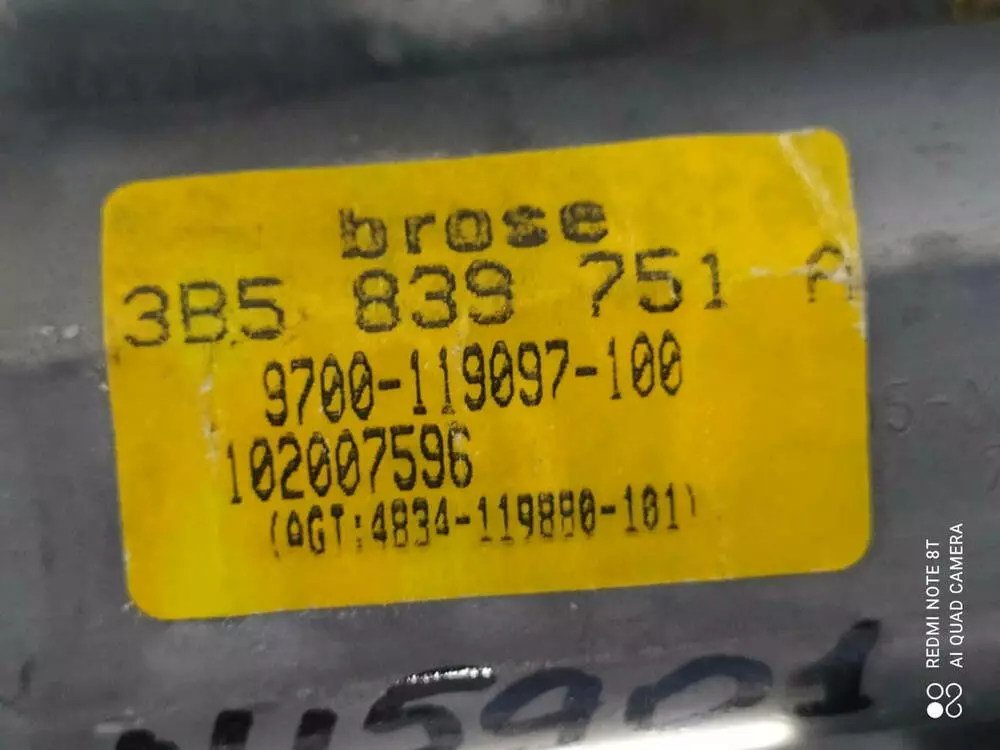 brose
3B5 839 751 A
9700-119097-100
102007596
(AGT:4834-119880-101)
REDMI NOTE 8T
AI QUAD CAMERA